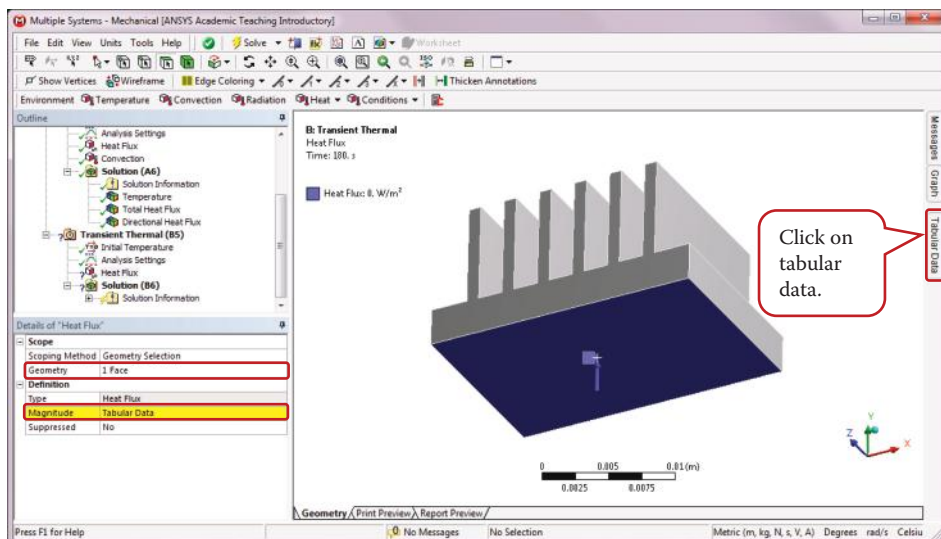 Multiple Systems - Mechanical [ANSYS Academic Teaching Introductory]
File Edit View Units Tools Help Solve Worksheet
Show Vertices Wireframe Edge Coloring Thicken Annotations
Environment Temperature Convection Radiation Heat Conditions
Outline
Analysis Settings
Heat Flux
Convection
Solution (A6)
Solution Information
Temperature
Total Heat Flux
Directional Heat Flux
Transient Thermal (B5)
Initial Temperature
Analysis Settings
Heat Flux
Solution (B6)
Solution Information
Details of "Heat Flux"
Scope
Scoping Method Geometry Selection
Geometry 1 Face
Definition
Type Heat Flux
Magnitude Tabular Data
Suppressed No
B: Transient Thermal
Heat Flux
Time: 180. s
Heat Flux: 0. W/m²
Click on
tabular
data.
Messages
Graph
Tabular Data
Y
Z
X
0 0.005 0.01 (m)
0.0025 0.0075
Geometry Print Preview Report Preview
Press F1 for Help No Messages No Selection Metric (m, kg, N, s, V, A) Degrees rad/s Celsiu